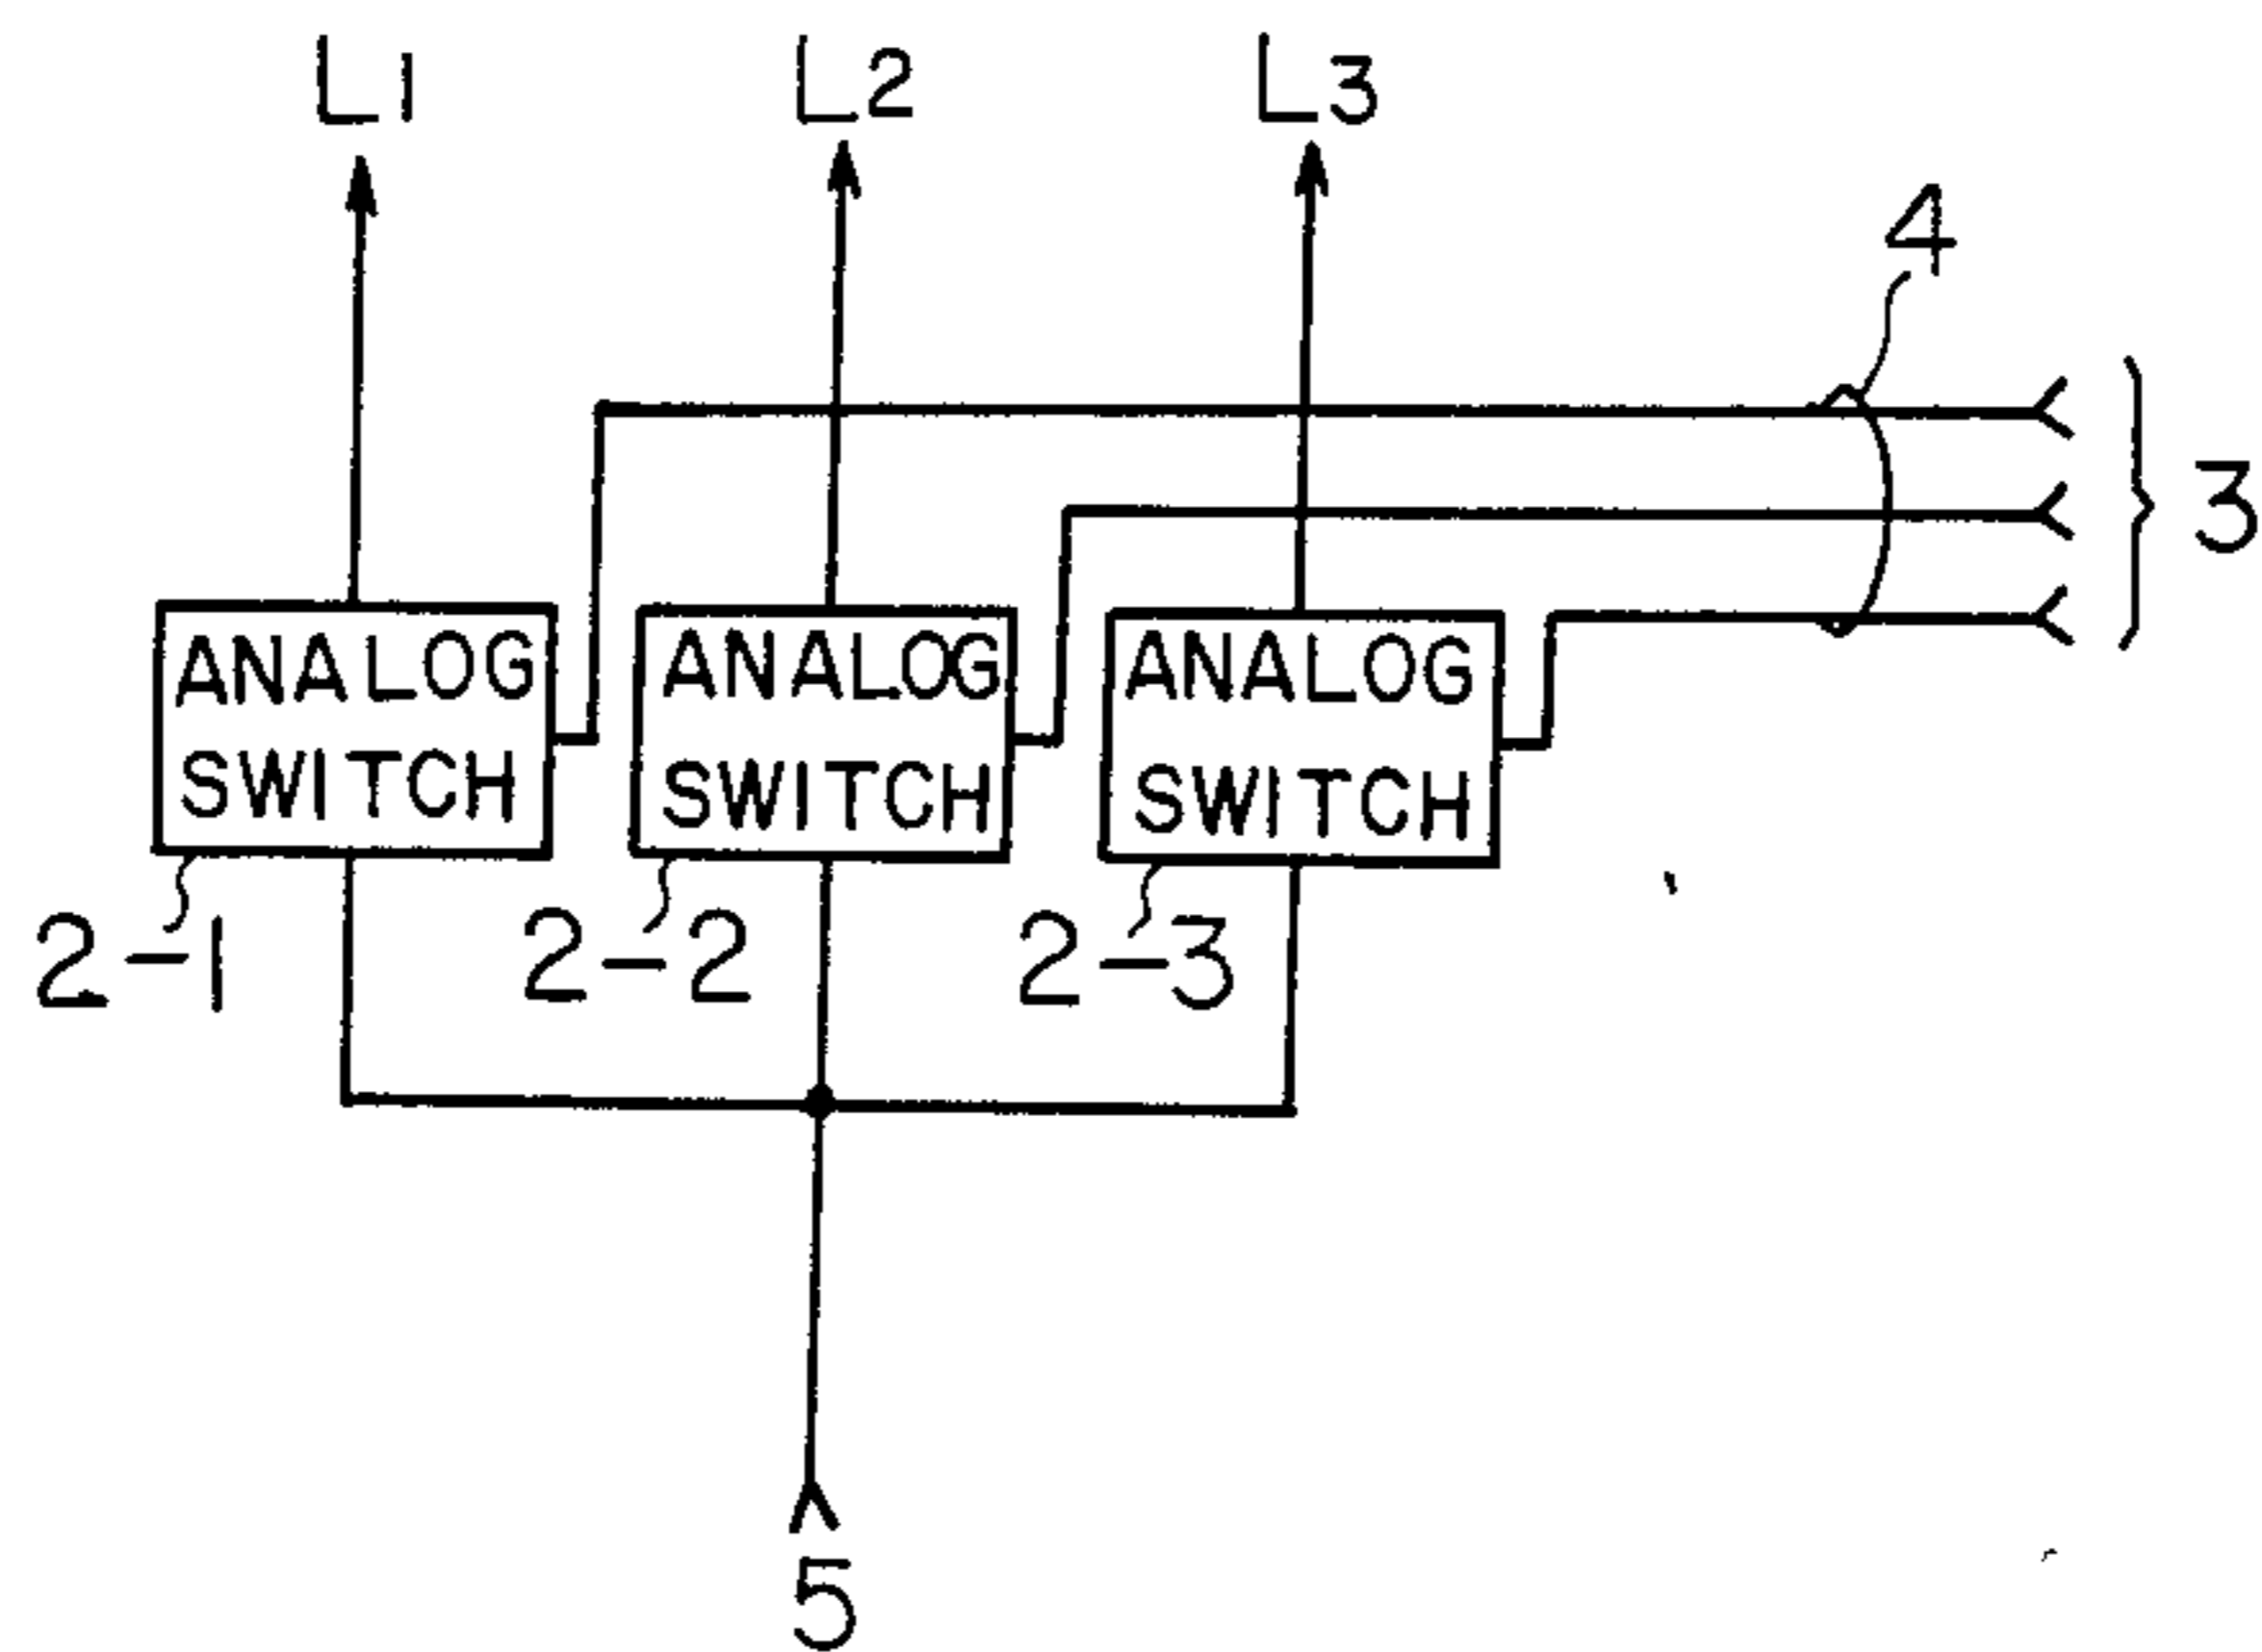 L1 L2 L3
4
3
ANALOG SWITCH
ANALOG SWITCH
ANALOG SWITCH
2-1 2-2 2-3
5